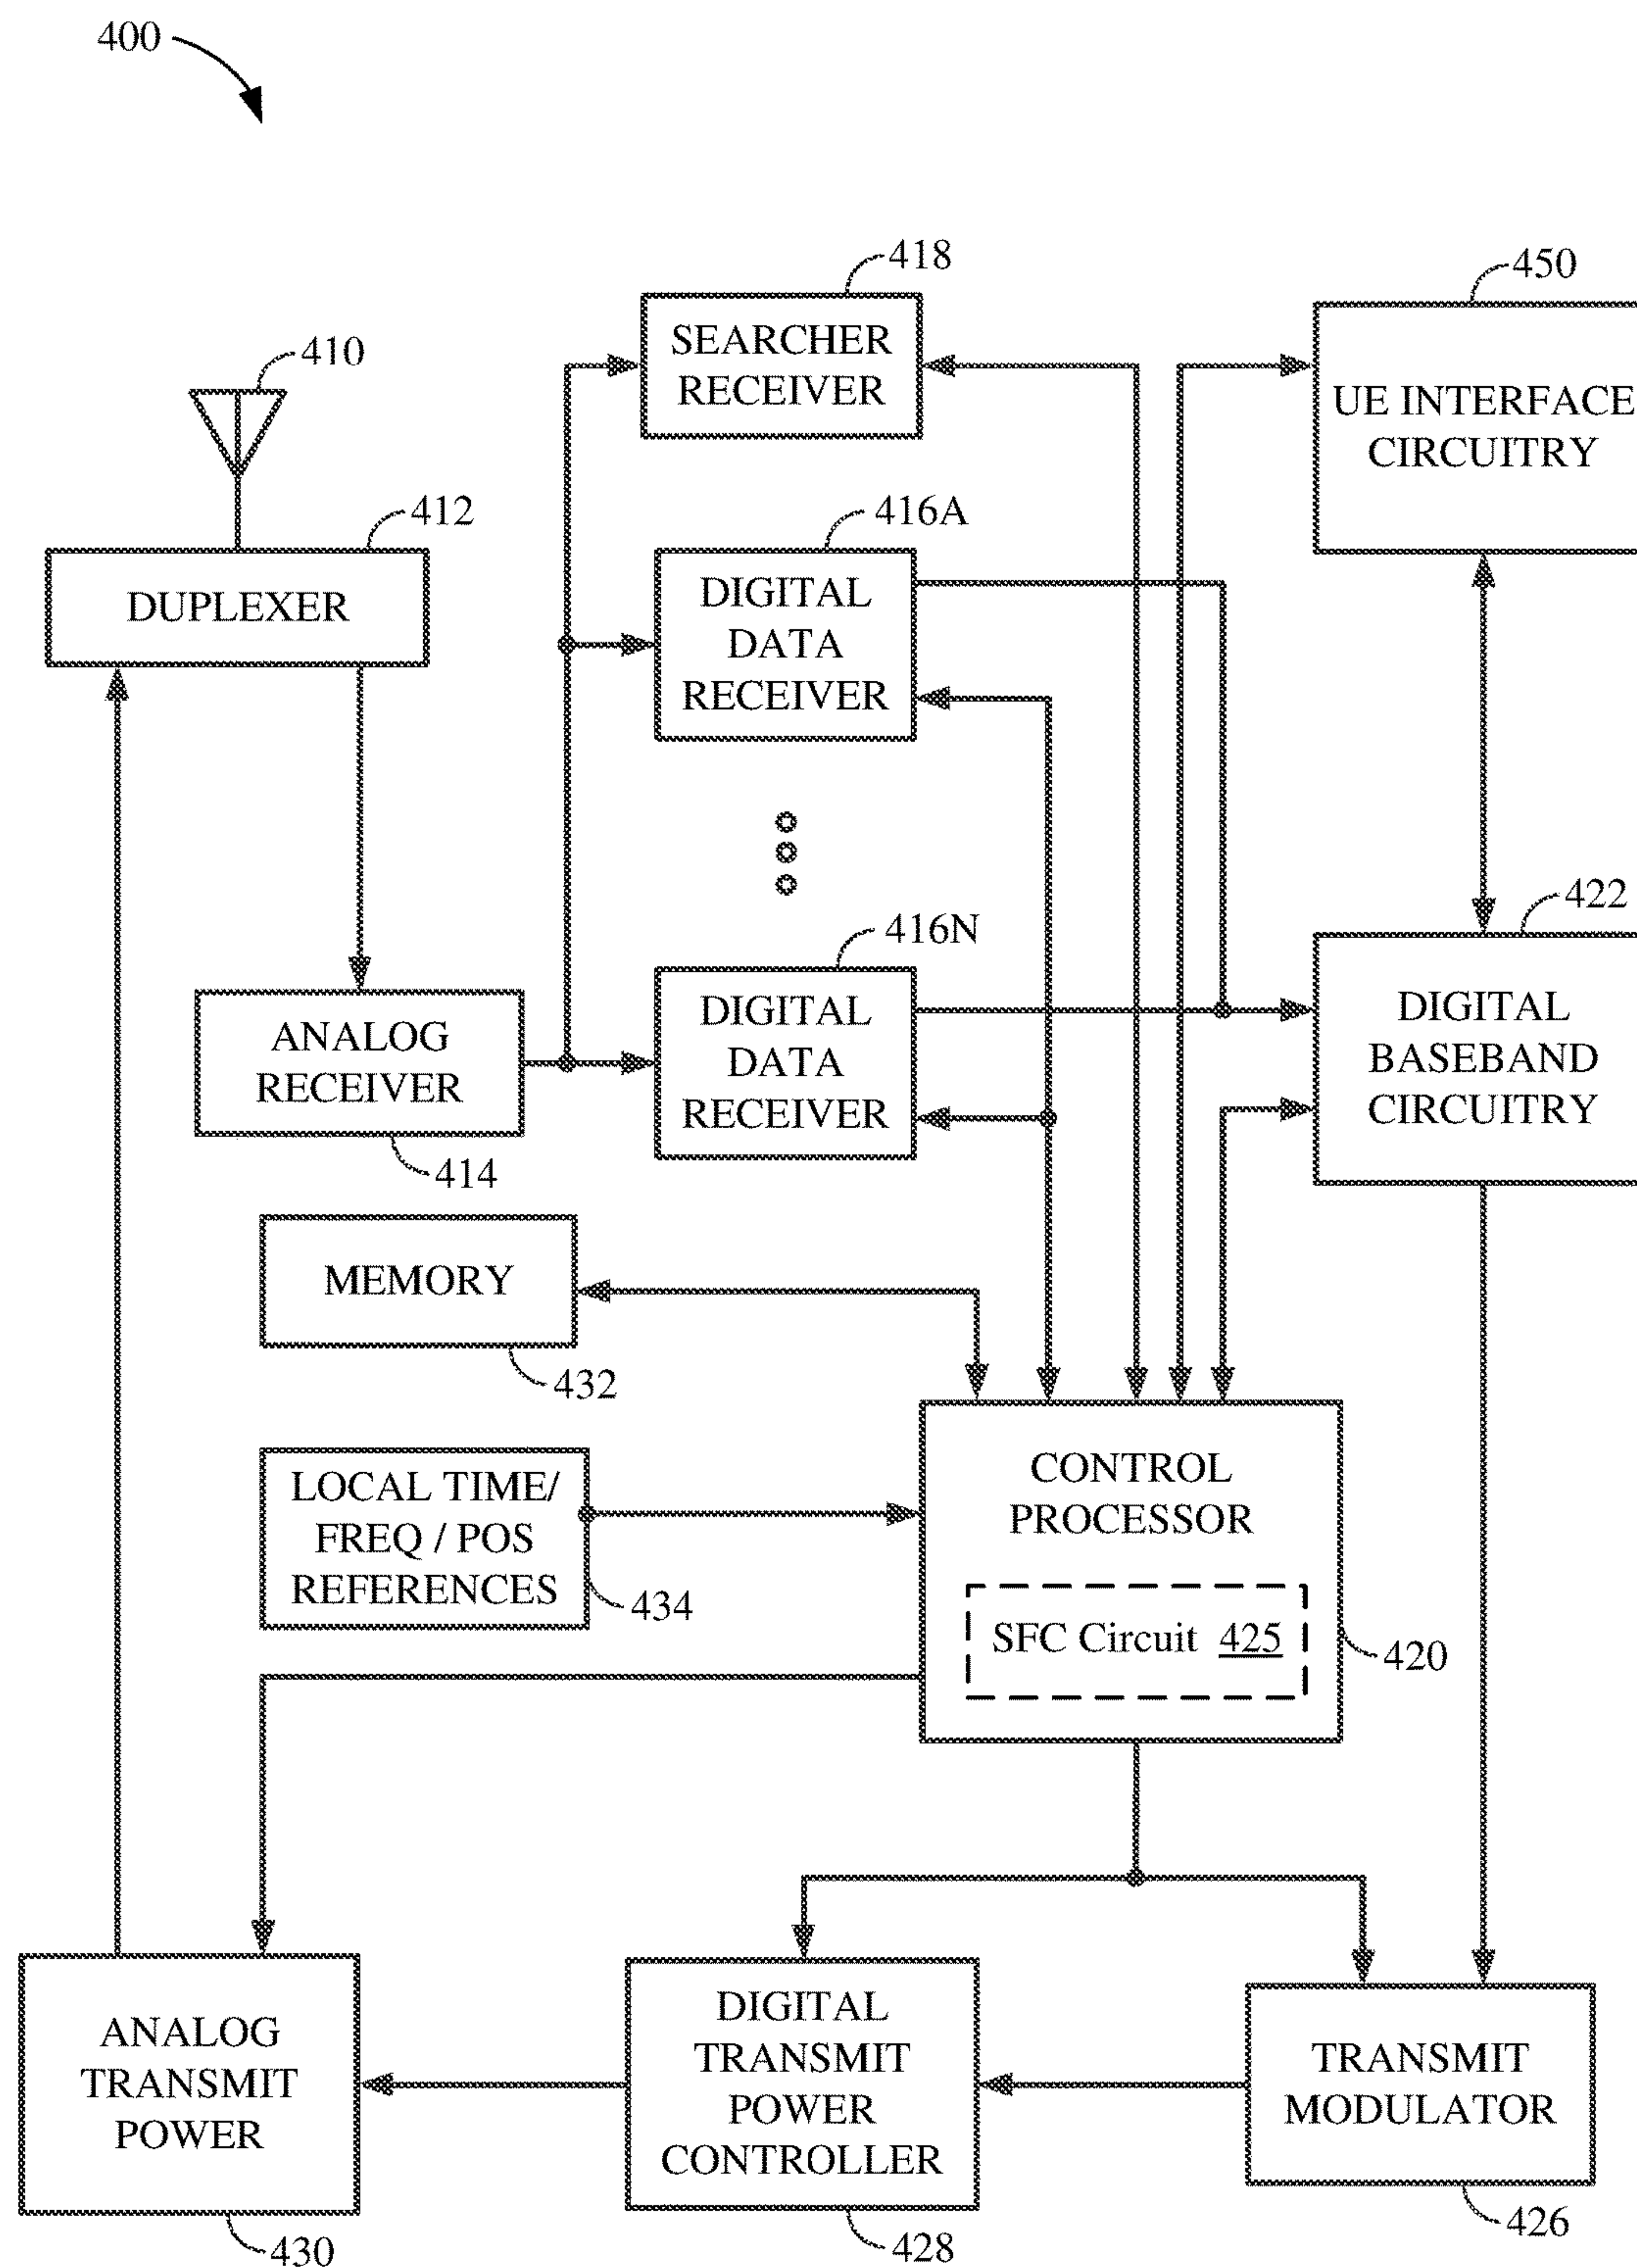 400
418
SEARCHER
RECEIVER
450
UE INTERFACE
CIRCUITRY
410
412
DUPLEXER
416A
DIGITAL
DATA
RECEIVER
416N
DIGITAL
DATA
RECEIVER
422
DIGITAL
BASEBAND
CIRCUITRY
ANALOG
RECEIVER
414
MEMORY
432
LOCAL TIME/
FREQ / POS
REFERENCES
434
CONTROL
PROCESSOR
SFC Circuit 425
420
ANALOG
TRANSMIT
POWER
430
DIGITAL
TRANSMIT
POWER
CONTROLLER
428
TRANSMIT
MODULATOR
426